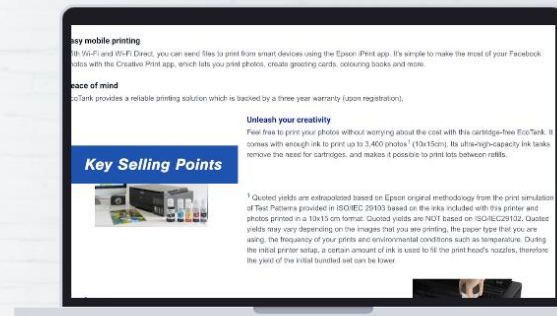 asy mobile printing
ith Wi-Fi and Wi-Fi Direct, you can send files to print from smart devices using the Epson iPrint app. It's simple to make the most of your Facebook
hotos with the Creative Print app, which lets you print photos, create greeting cards, colouring books and more.
eace of mind
coTank provides a reliable printing solution which is backed by a three year warranty (upon registration).
Unleash your creativity
Feel free to print your photos without worrying about the cost with this cartridge-free EcoTank. It
comes with enough ink to print up to 3,400 photos¹ (10x15cm). Its ultra-high-capacity ink tanks
remove the need for cartridges, and makes it possible to print lots between refills.
Key Selling Points
¹ Quoted yields are extrapolated based on Epson original methodology from the print simulation
of Test Patterns provided in ISO/IEC 29103 based on the inks included with this printer and
photos printed in a 10x15 cm format. Quoted yields are NOT based on ISO/IEC29102. Quoted
yields may vary depending on the images that you are printing, the paper type that you are
using, the frequency of your prints and environmental conditions such as temperature. During
the initial printer setup, a certain amount of ink is used to fill the print head's nozzles, therefore
the yield of the initial bundled set can be lower.